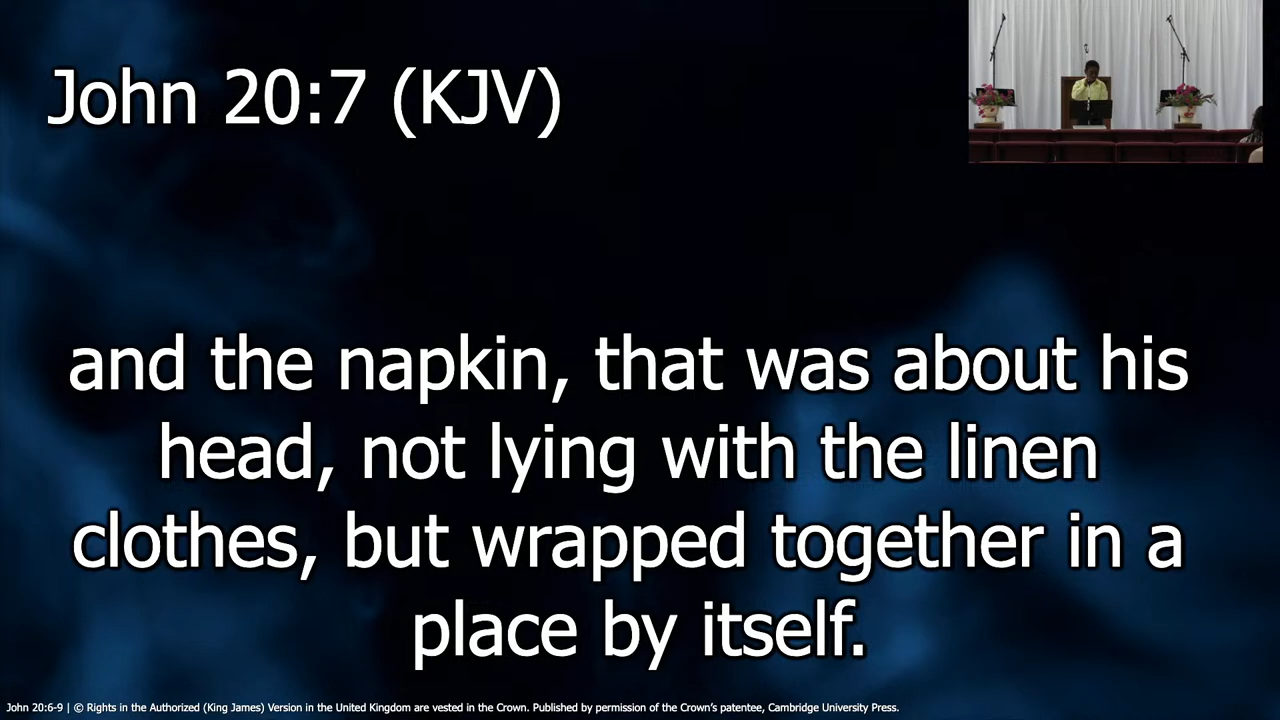 John 20:7 (KJV)
and the napkin, that was about his
head, not lying with the linen
clothes, but wrapped together in a
place by itself.
John 20:6-9 | © Rights in the Authorized (King James) Version in the United Kingdom are vested in the Crown. Published by permission of the Crown's patentee, Cambridge University Press.